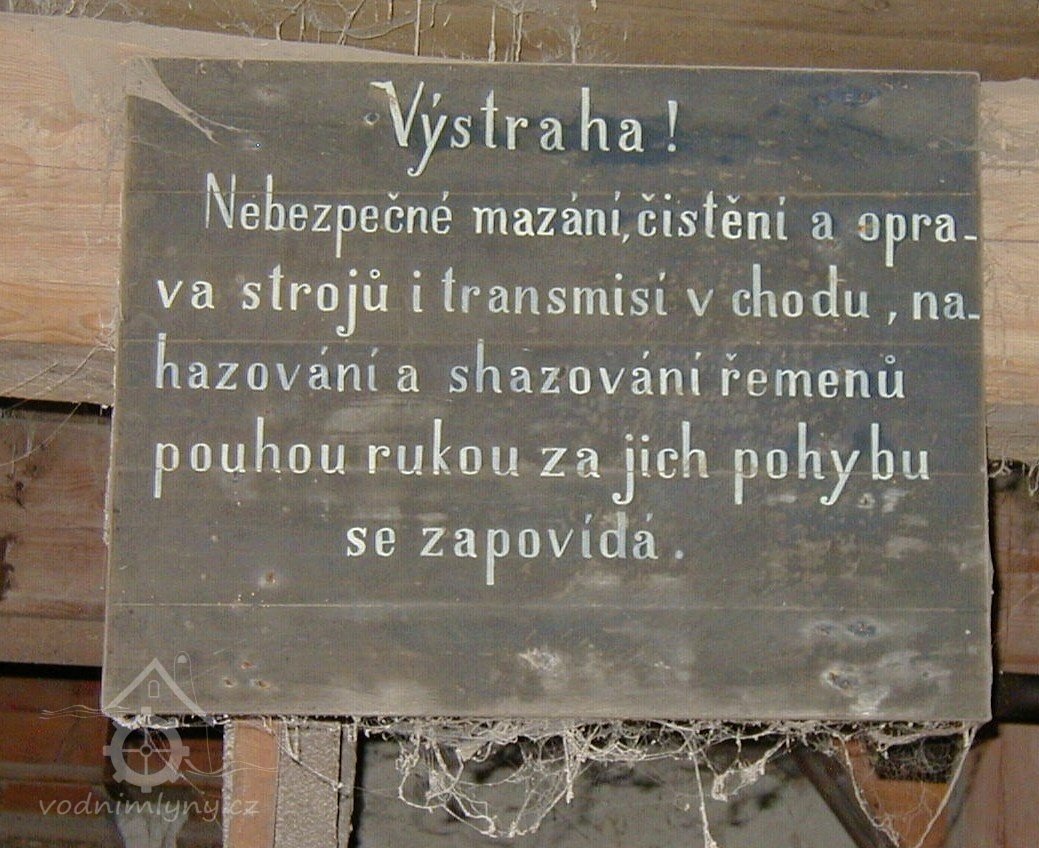 Výstraha!
Nebezpečné mazání, čistění a opra-
va strojů i transmisí v chodu, na-
hazování a shazování řemenů
pouhou rukou za jich pohybu
se zapovídá.
vodnimlyny.cz